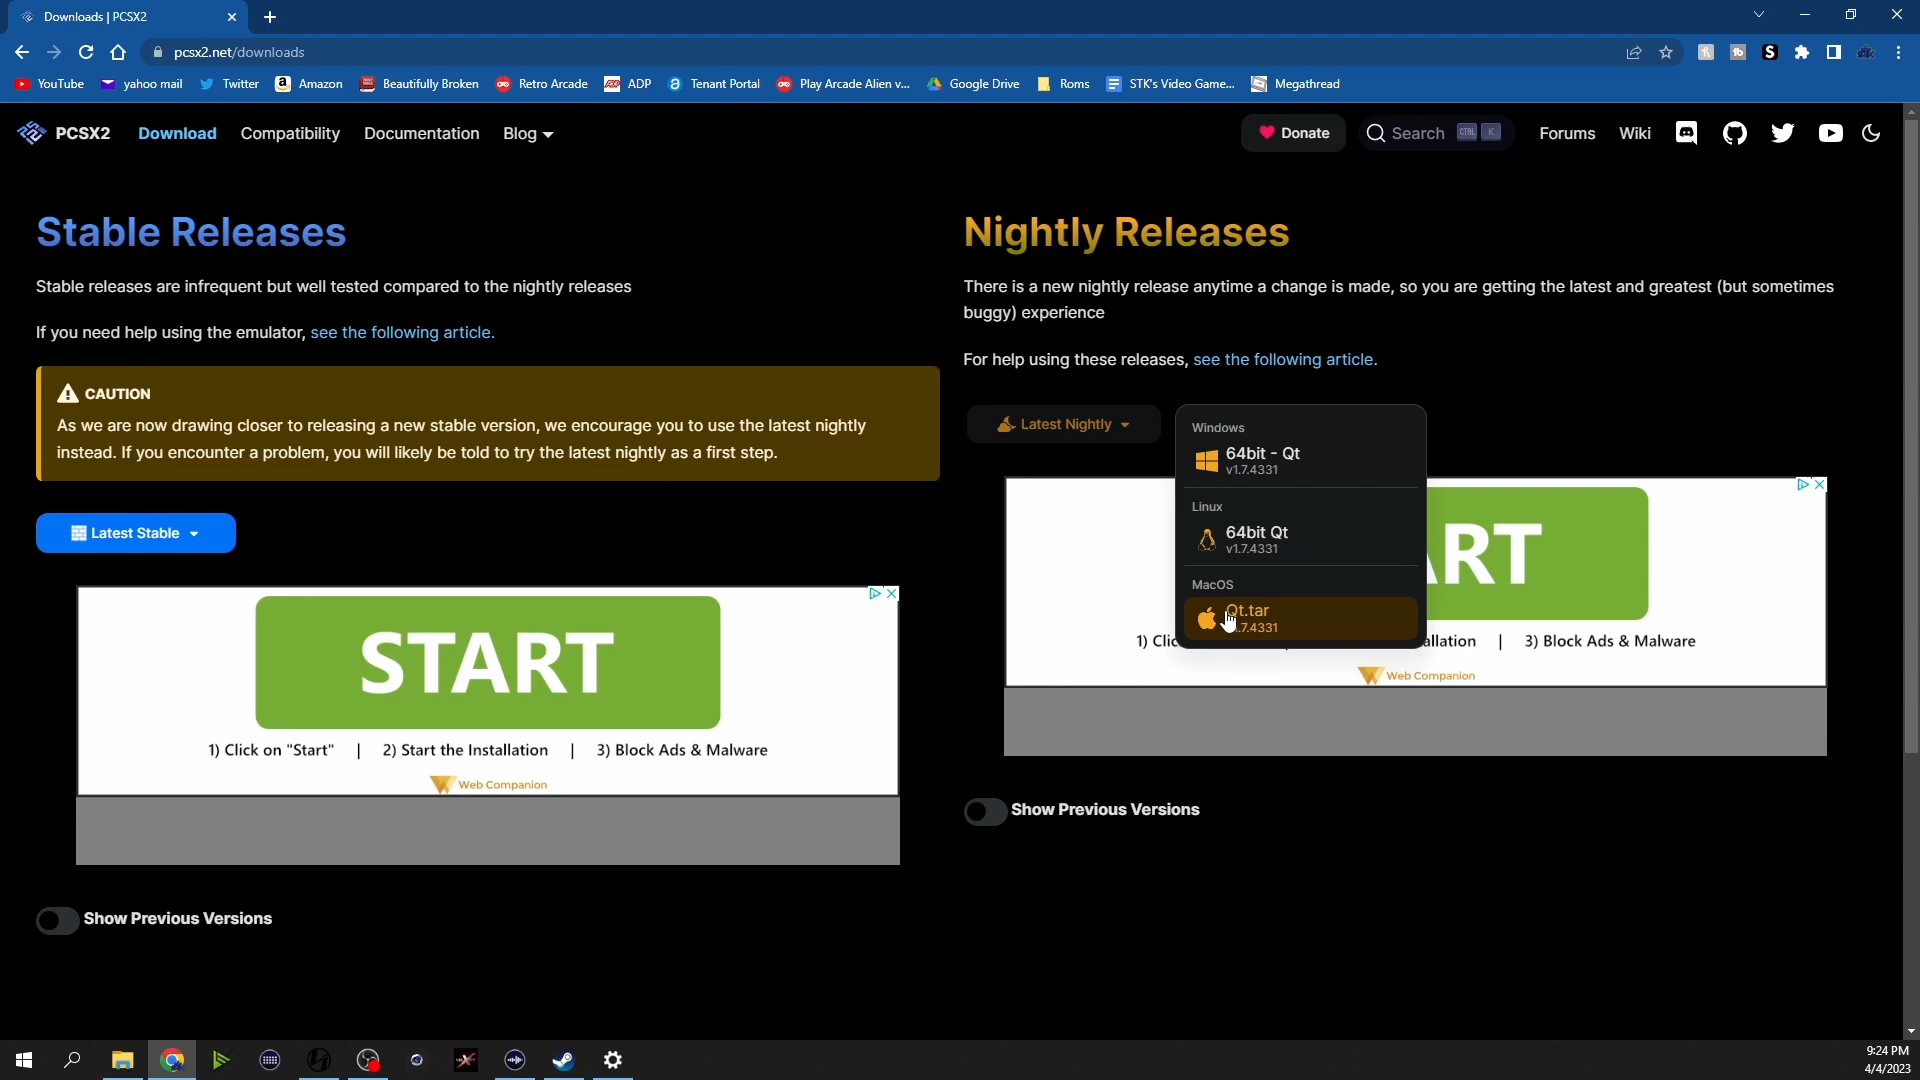 Downloads | PCSX2
pcsx2.net/downloads
YouTube
yahoo mail
Twitter
Amazon
Beautifully Broken
Retro Arcade
ADP
Tenant Portal
Play Arcade Alien v...
Google Drive
Roms
STK's Video Game...
Megathread
PCSX2
Download
Compatibility
Documentation
Blog
Donate
Search CTRL K
Forums
Wiki
Stable Releases
Stable releases are infrequent but well tested compared to the nightly releases
If you need help using the emulator, see the following article.
CAUTION
As we are now drawing closer to releasing a new stable version, we encourage you to use the latest nightly
instead. If you encounter a problem, you will likely be told to try the latest nightly as a first step.
Latest Stable
START
1) Click on "Start" | 2) Start the Installation | 3) Block Ads & Malware
Web Companion
Show Previous Versions
Nightly Releases
There is a new nightly release anytime a change is made, so you are getting the latest and greatest (but sometimes
buggy) experience
For help using these releases, see the following article.
Latest Nightly
Windows
64bit - Qt
v1.7.4331
Linux
64bit Qt
v1.7.4331
MacOS
Qt.tar
.7.4331
ART
1) Clic
allation | 3) Block Ads & Malware
Web Companion
Show Previous Versions
9:24 PM
4/4/2023